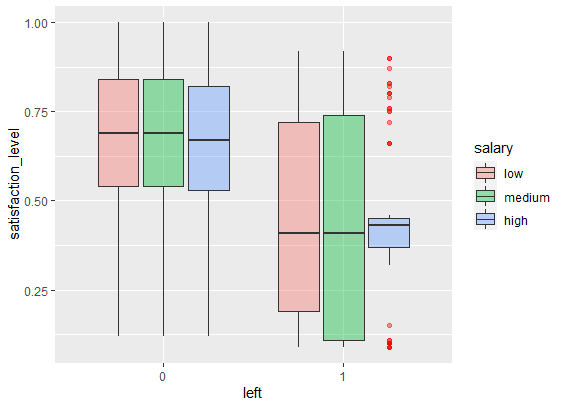 1.00
0.75
0.50
0.25
satisfaction_level
0
1
left
salary
low
medium
high